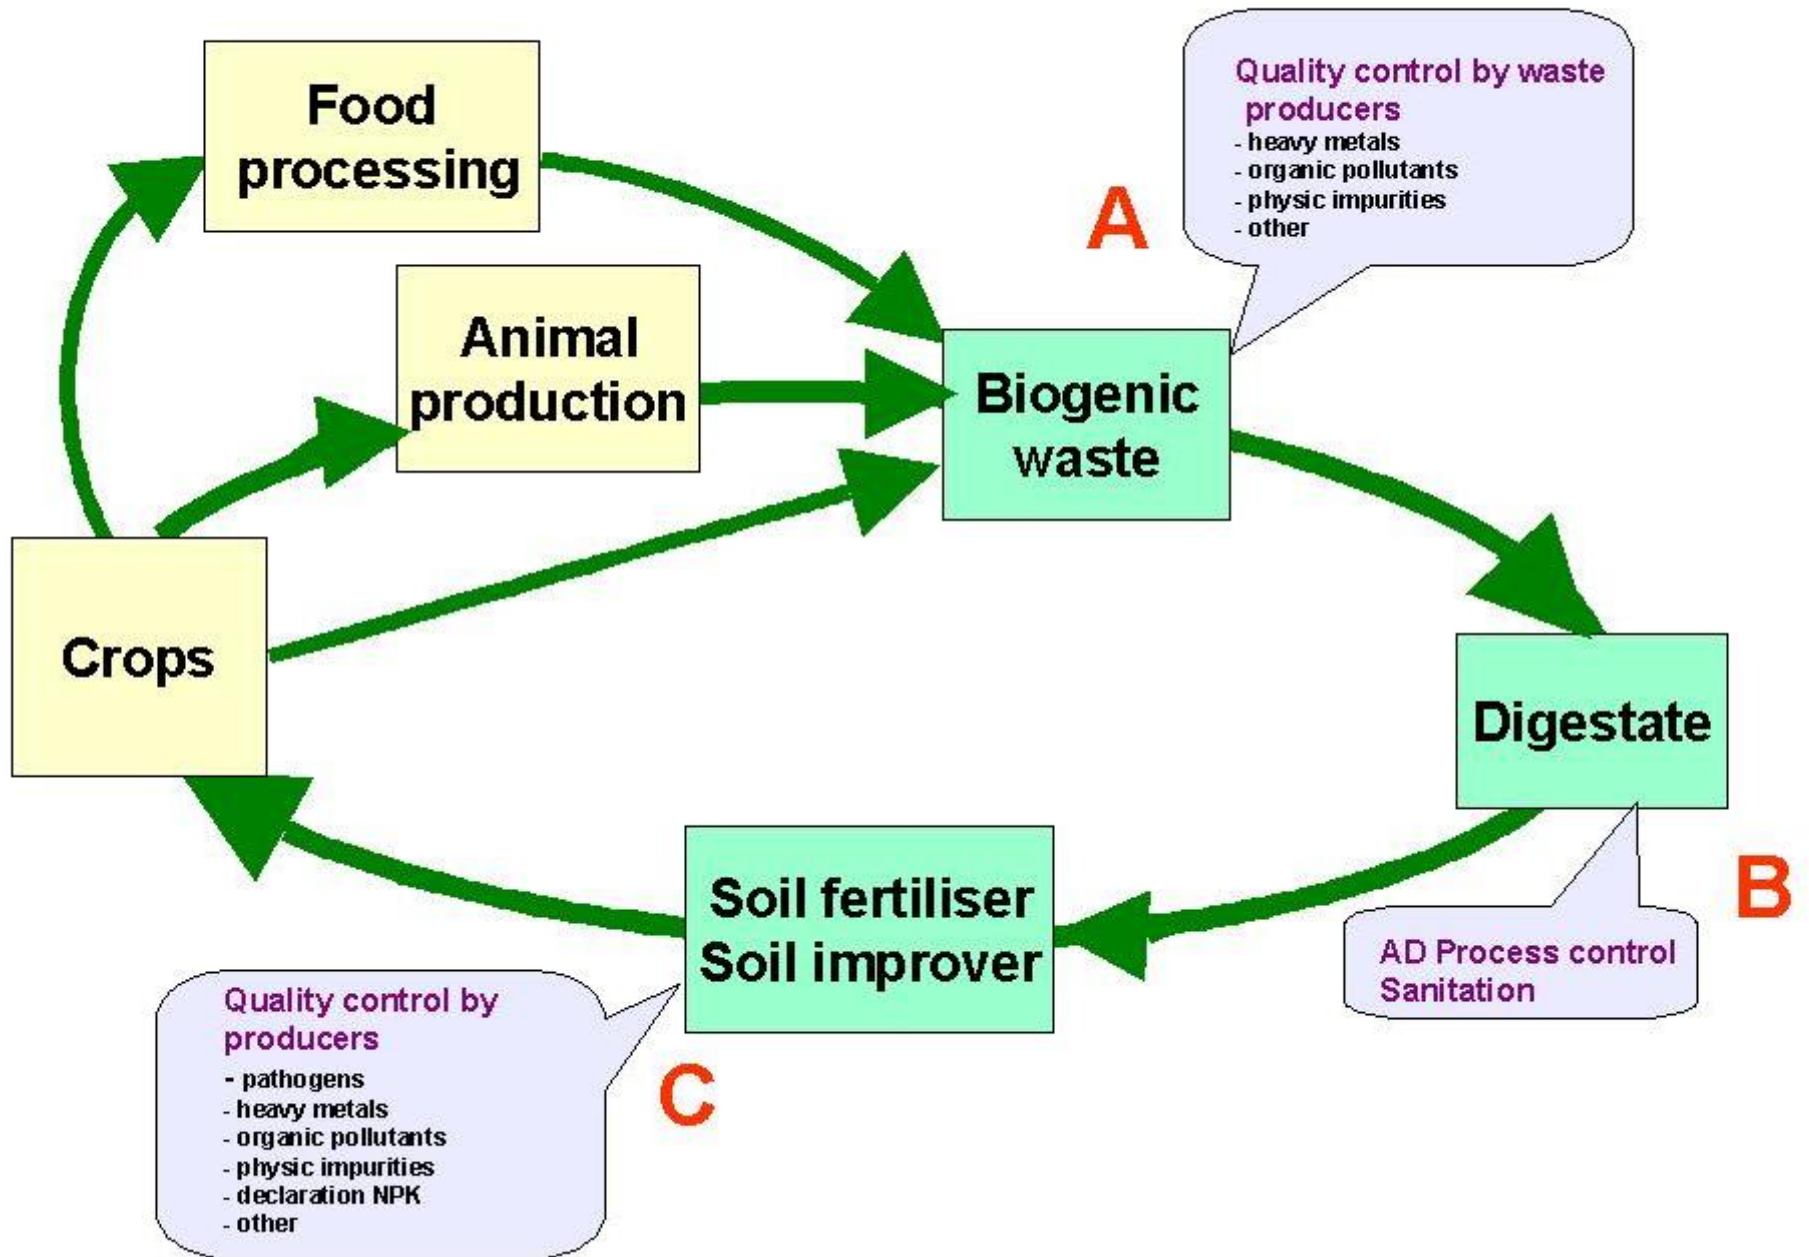 Food
processing
Quality control by waste
producers
- heavy metals
- organic pollutants
- physic impurities
- other
A
Animal
production
Biogenic
waste
Crops
Digestate
B
AD Process control
Sanitation
Soil fertiliser
Soil improver
C
Quality control by
producers
- pathogens
- heavy metals
- organic pollutants
- physic impurities
- declaration NPK
- other